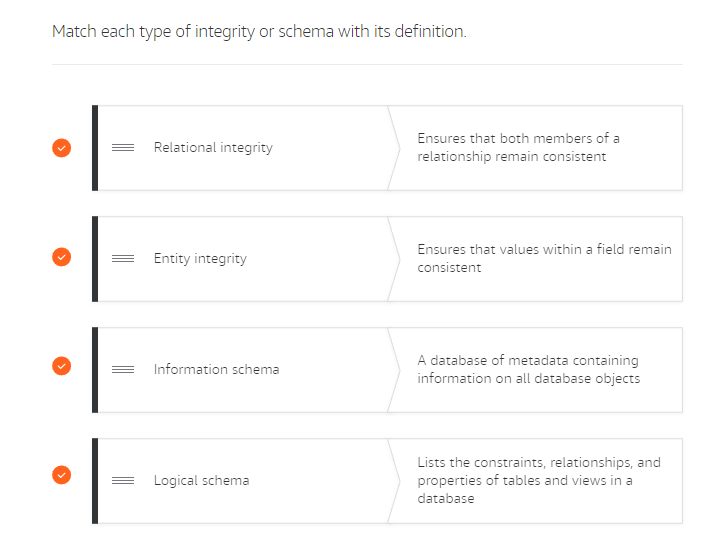 Match each type of integrity or schema with its definition.
Relational integrity
Ensures that both members of a
relationship remain consistent
Entity integrity
Ensures that values within a field remain
consistent
Information schema
A database of metadata containing
information on all database objects
Logical schema
Lists the constraints, relationships, and
properties of tables and views in a
database